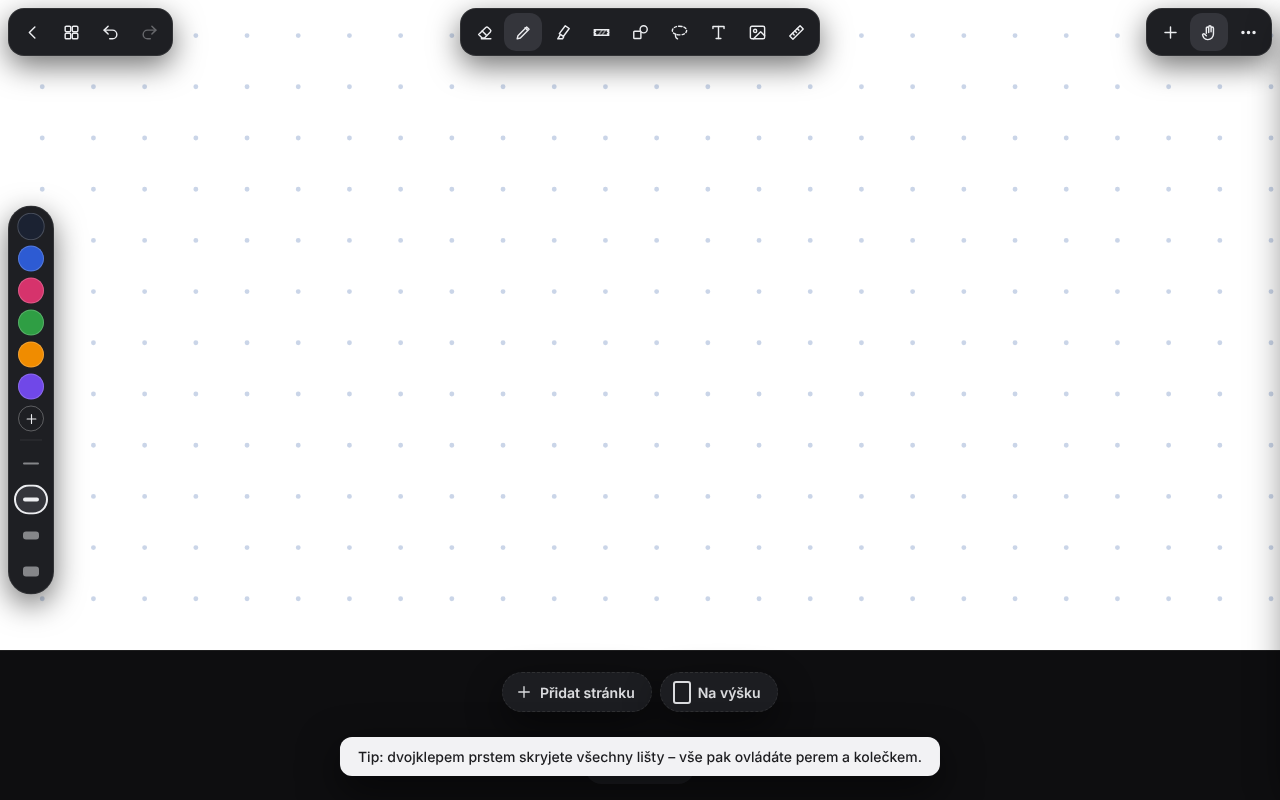 Přidat stránku
Na výšku
Tip: dvojklepem prstem skryjete všechny lišty – vše pak ovládáte perem a kolečkem.